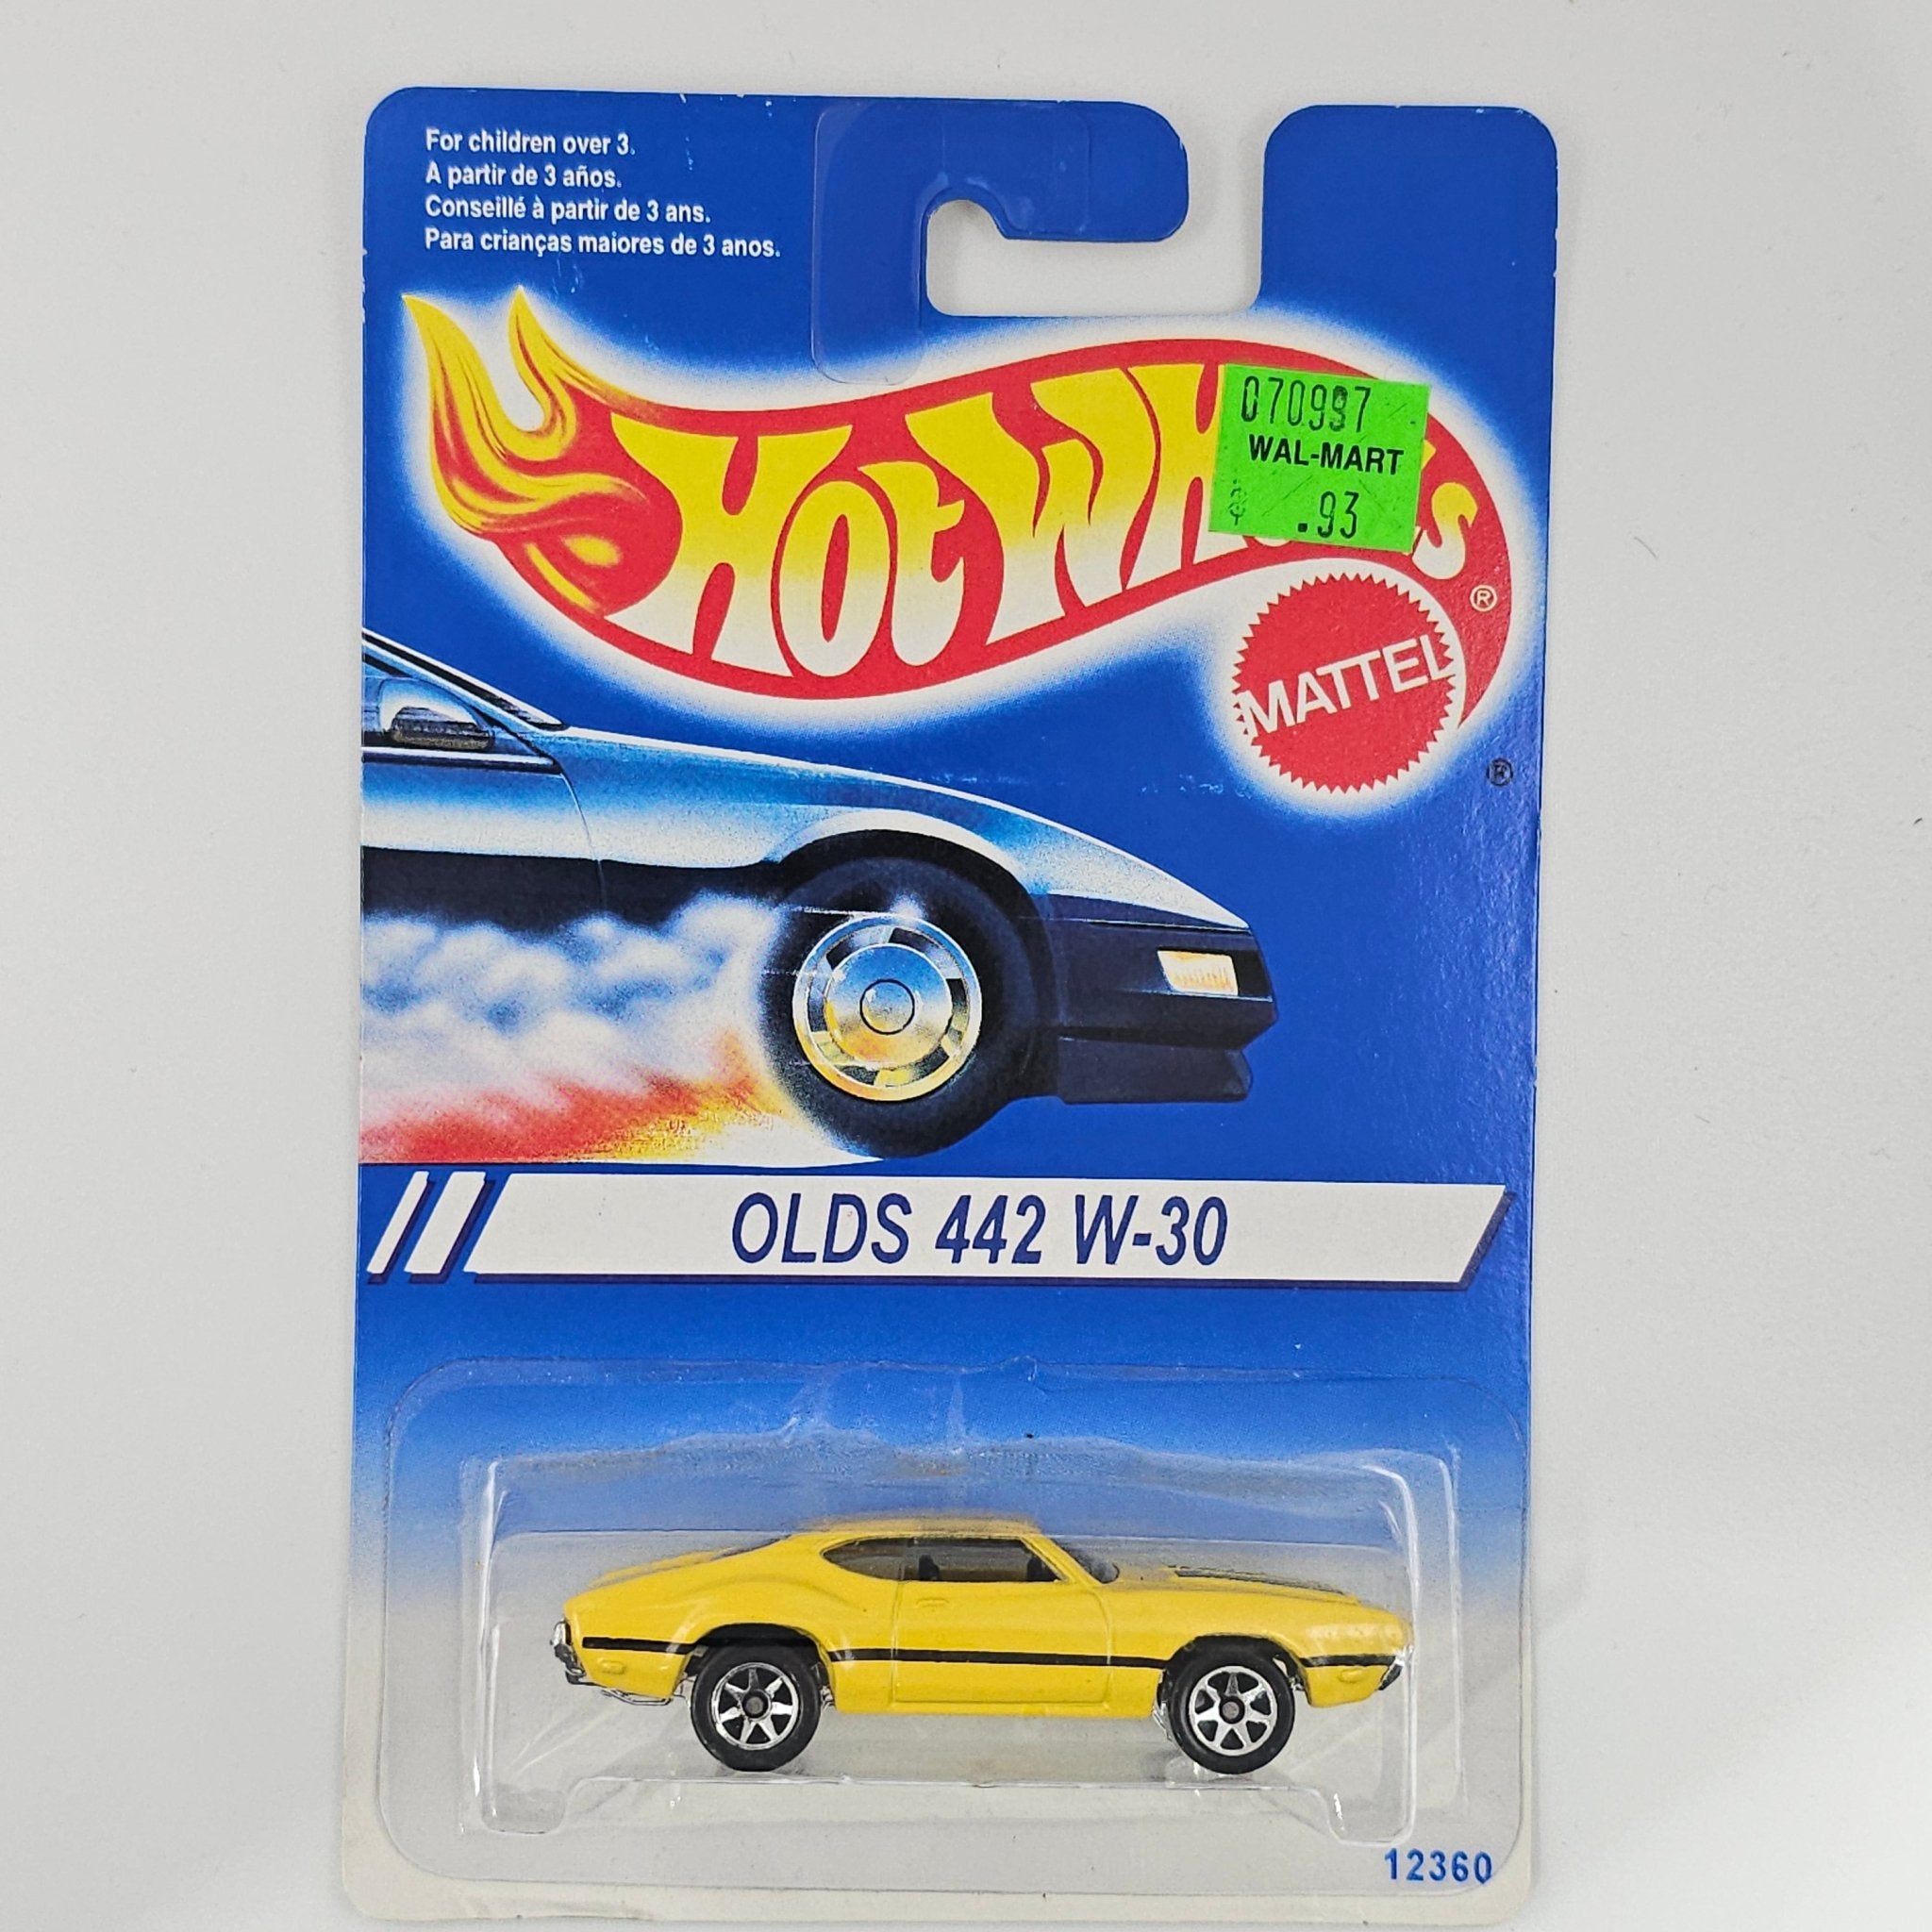 For children over 3.
A partir de 3 años.
Conseillé à partir de 3 ans.
Para crianças maiores de 3 anos.
HOT WH S
®
070997
WAL-MART
$ .93
MATTEL
®
OLDS 442 W-30
12360